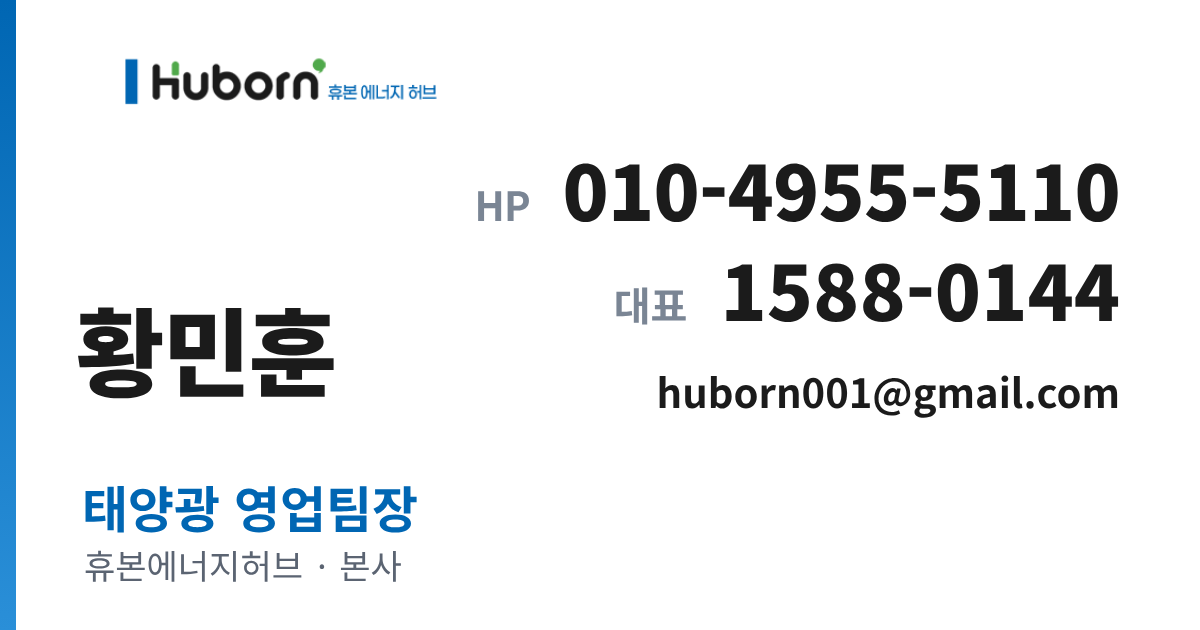 Huborn 휴본 에너지 허브
HP 010-4955-5110
대표 1588-0144
황민훈
huborn001@gmail.com
태양광 영업팀장
휴본에너지허브 · 본사